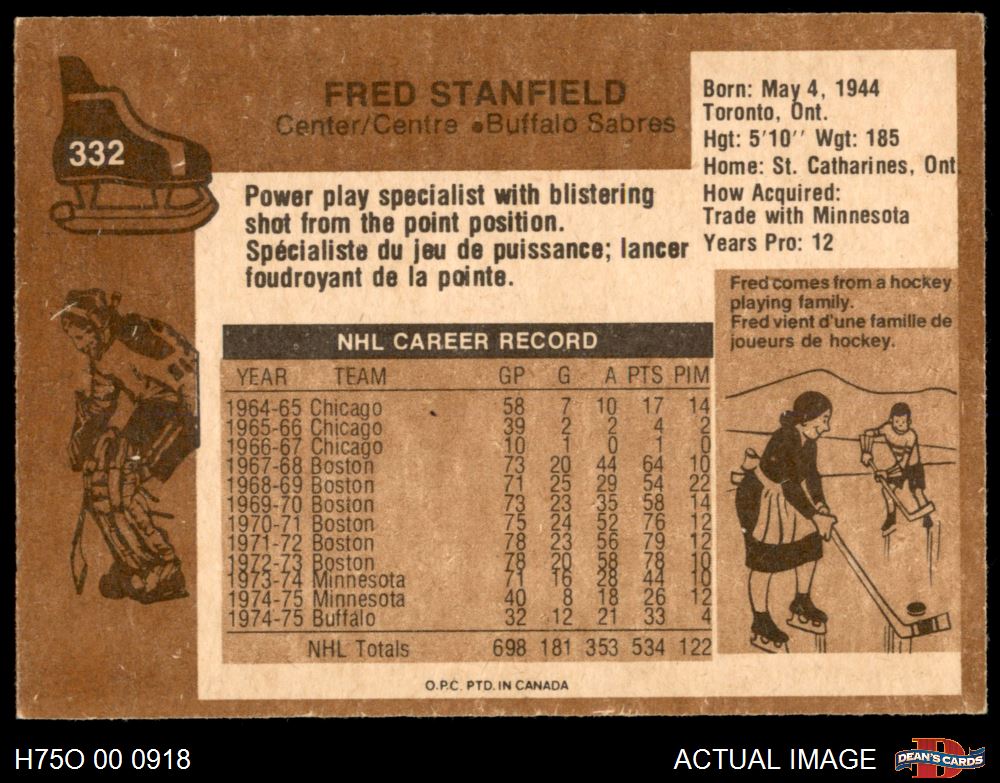 332
FRED STANFIELD
Center/Centre •Buffalo Sabres
Born: May 4, 1944
Toronto, Ont.
Hgt: 5'10'' Wgt: 185
Home: St. Catharines, Ont
How Acquired:
Trade with Minnesota
Years Pro: 12
Power play specialist with blistering
shot from the point position.
Spécialiste du jeu de puissance; lancer
foudroyant de la pointe.
Fred comes from a hockey
playing family.
Fred vient d'une famille de
joueurs de hockey.
NHL CAREER RECORD
YEAR TEAM GP G A PTS PIM
1964-65 Chicago 58 7 10 17 14
1965-66 Chicago 39 2 2 4 2
1966-67 Chicago 10 1 0 1 0
1967-68 Boston 73 20 44 64 10
1968-69 Boston 71 25 29 54 22
1969-70 Boston 73 23 35 58 14
1970-71 Boston 75 24 52 76 12
1971-72 Boston 78 23 56 79 12
1972-73 Boston 78 20 58 78 10
1973-74 Minnesota 71 16 28 44 10
1974-75 Minnesota 40 8 18 26 12
1974-75 Buffalo 32 12 21 33 4
NHL Totals 698 181 353 534 122
O.P.C. PTD. IN CANADA
H75O 00 0918
ACTUAL IMAGE
D
DEAN'S CARDS